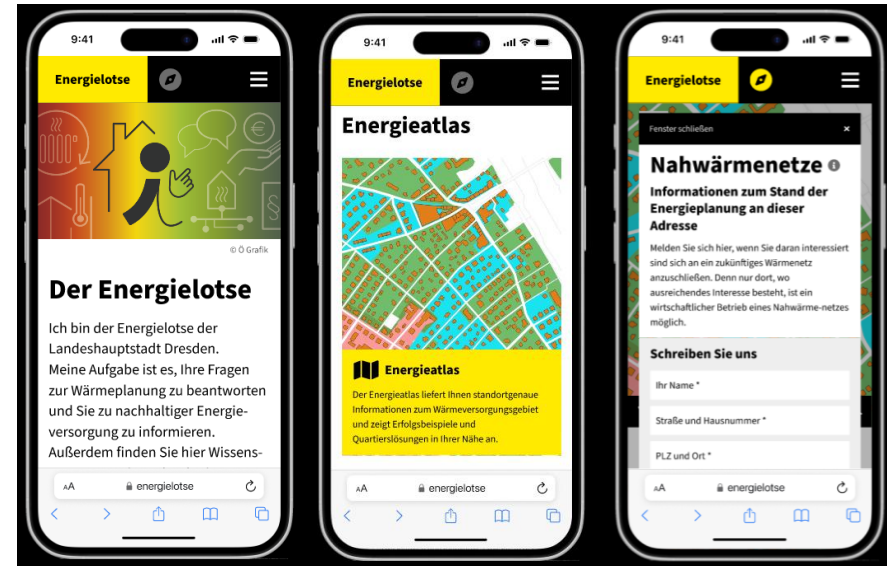 9:41
Energielotse
© Ö Grafik
Der Energielotse
Ich bin der Energielotse der
Landeshauptstadt Dresden.
Meine Aufgabe ist es, Ihre Fragen
zur Wärmeplanung zu beantworten
und Sie zu nachhaltiger Energie-
versorgung zu informieren.
Außerdem finden Sie hier Wissens-
AA energielotse
9:41
Energielotse
Energieatlas
Energieatlas
Der Energieatlas liefert Ihnen standortgenaue
Informationen zum Wärmeversorgungsgebiet
und zeigt Erfolgsbeispiele und
Quartierslösungen in Ihrer Nähe an.
AA energielotse
9:41
Energielotse
Fenster schließen ×
Nahwärmenetze i
Informationen zum Stand der
Energieplanung an dieser
Adresse
Melden Sie sich hier, wenn Sie daran interessiert
sind sich an ein zukünftiges Wärmenetz
anzuschließen. Denn nur dort, wo
ausreichendes Interesse besteht, ist ein
wirtschaftlicher Betrieb eines Nahwärme-netzes
möglich.
Schreiben Sie uns
Ihr Name *
Straße und Hausnummer *
PLZ und Ort *
AA energielotse